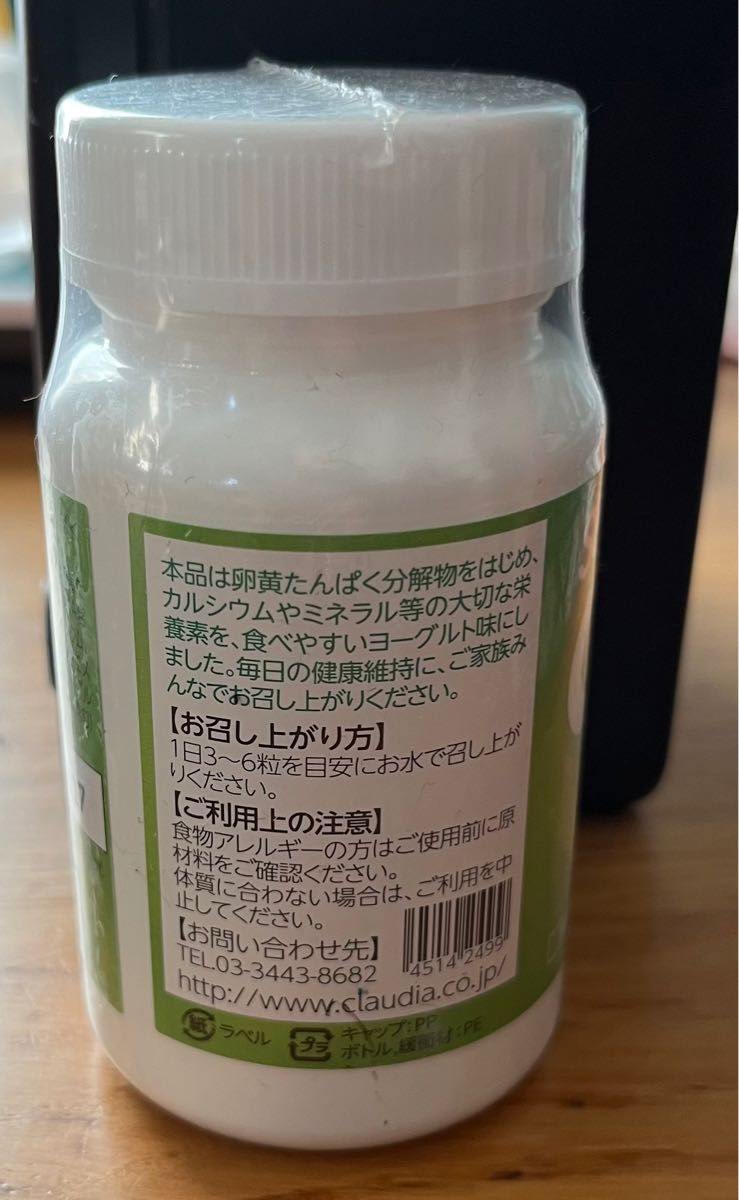 本品は卵黄たんぱく分解物をはじめ、
カルシウムやミネラル等の大切な栄
養素を、食べやすいヨーグルト味にし
ました。毎日の健康維持に、ご家族み
んなでお召し上がりください。
【お召し上がり方】
1日3〜6粒を目安にお水で召し上が
りください。
【ご利用上の注意】
食物アレルギーの方はご使用前に原
材料をご確認ください。
体質に合わない場合は、ご利用を中
止してください。
【お問い合わせ先】
TEL.03-3443-8682
4514 2499
http://www.claudia.co.jp/
紙 ラベル
プラ キャップ:PP
ボトル、緩衝材:PE
7